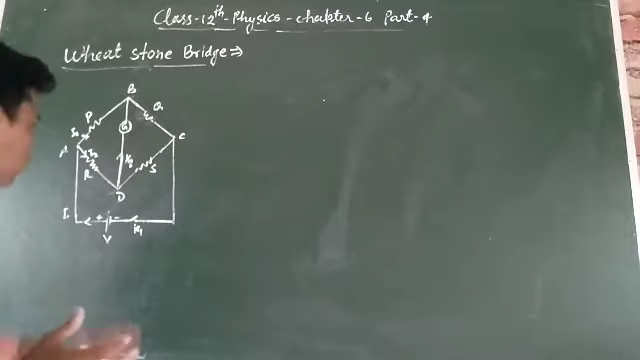 Class-12th-Physics-chapter-6 Part-4
Wheat stone Bridge ⇒
B
P
Q
G
A
C
R
S
D
I
+ -
V